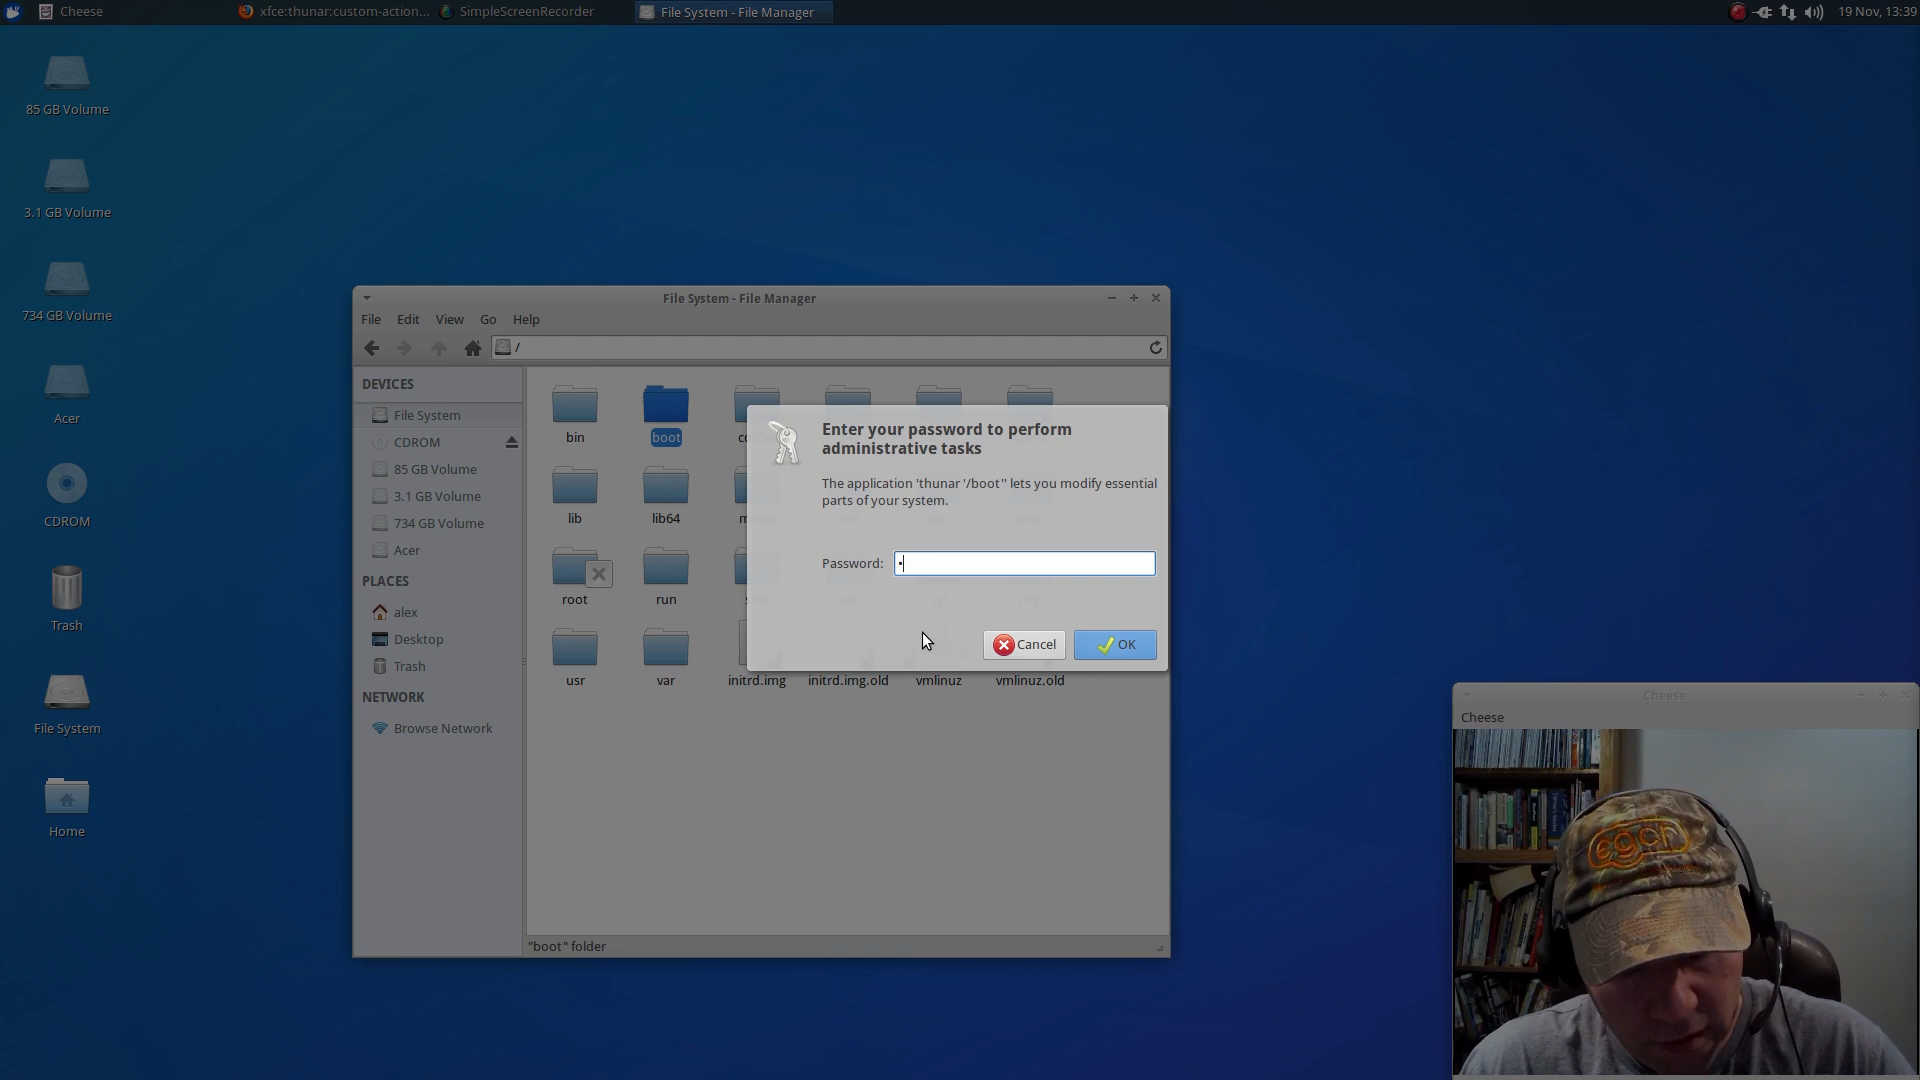 Cheese
xfce:thunar:custom-action...
SimpleScreenRecorder
File System - File Manager
19 Nov, 13:39
85 GB Volume
3.1 GB Volume
734 GB Volume
Acer
CDROM
Trash
File System
Home
File System - File Manager
File Edit View Go Help
/
DEVICES
File System
CDROM
85 GB Volume
3.1 GB Volume
734 GB Volume
Acer
PLACES
alex
Desktop
Trash
NETWORK
Browse Network
bin
boot
lib
lib64
root
run
usr
var
initrd.img
initrd.img.old
vmlinuz
vmlinuz.old
"boot" folder
Enter your password to perform
administrative tasks
The application 'thunar '/boot'' lets you modify essential
parts of your system.
Password:
Cancel
OK
Cheese
Cheese
egcr